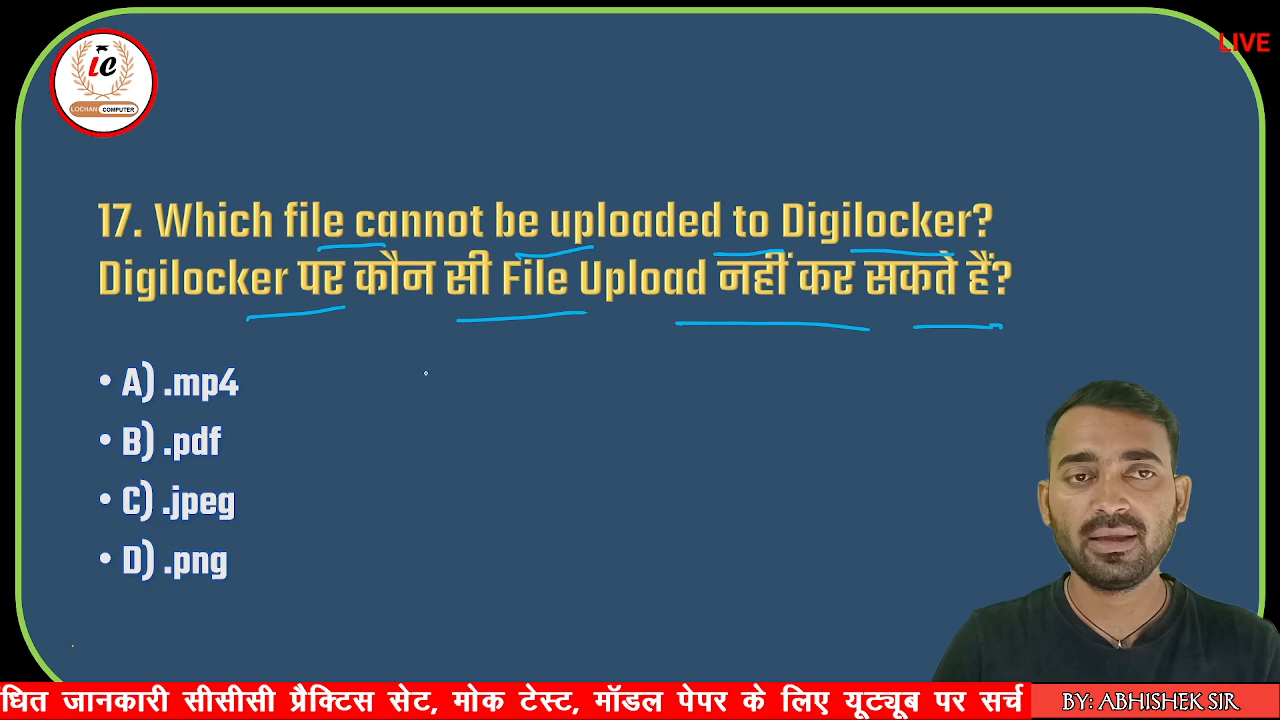 LIVE
LC
LOCHAN COMPUTER
17. Which file cannot be uploaded to Digilocker?
Digilocker पर कौन सी File Upload नहीं कर सकते हैं?
• A) .mp4
• B) .pdf
• C) .jpeg
• D) .png
धित जानकारी सीसीसी प्रैक्टिस सेट, मोक टेस्ट, मॉडल पेपर के लिए यूट्यूब पर सर्च
BY: ABHISHEK SIR